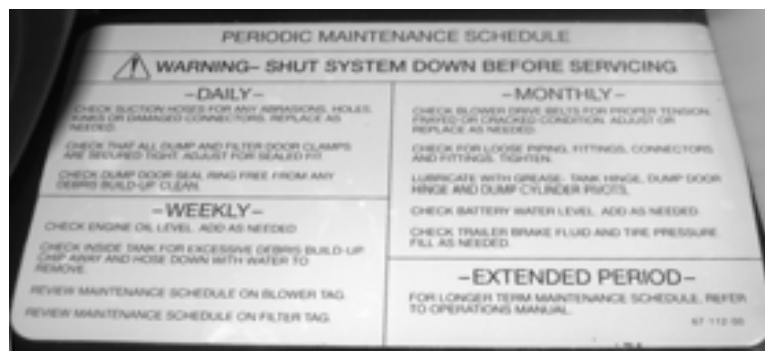 PERIODIC MAINTENANCE SCHEDULE
WARNING– SHUT SYSTEM DOWN BEFORE SERVICING
–DAILY–
CHECK SUCTION HOSES FOR ANY ABRASIONS, HOLES,
KINKS OR DAMAGED CONNECTORS. REPLACE AS
NEEDED.
CHECK THAT ALL DUMP AND FILTER DOOR CLAMPS
ARE SECURED TIGHT. ADJUST FOR SEALED FIT.
CHECK DUMP DOOR SEAL RING FREE FROM ANY
DEBRIS BUILD-UP CLEAN.
–WEEKLY–
CHECK ENGINE OIL LEVEL. ADD AS NEEDED
CHECK INSIDE TANK FOR EXCESSIVE DEBRIS BUILD-UP.
CHIP AWAY AND HOSE DOWN WITH WATER TO
REMOVE.
REVIEW MAINTENANCE SCHEDULE ON BLOWER TAG.
REVIEW MAINTENANCE SCHEDULE ON FILTER TAG.
–MONTHLY–
CHECK BLOWER DRIVE BELTS FOR PROPER TENSION,
FRAYED OR CRACKED CONDITION. ADJUST OR
REPLACE AS NEEDED.
CHECK FOR LOOSE PIPING, FITTINGS, CONNECTORS
AND FITTINGS. TIGHTEN.
LUBRICATE WITH GREASE- TANK HINGE, DUMP DOOR
HINGE AND DUMP CYLINDER PIVOTS.
CHECK BATTERY WATER LEVEL. ADD AS NEEDED.
CHECK TRAILER BRAKE FLUID AND TIRE PRESSURE.
FILL AS NEEDED.
–EXTENDED PERIOD–
FOR LONGER TERM MAINTENANCE SCHEDULE, REFER
TO OPERATIONS MANUAL.